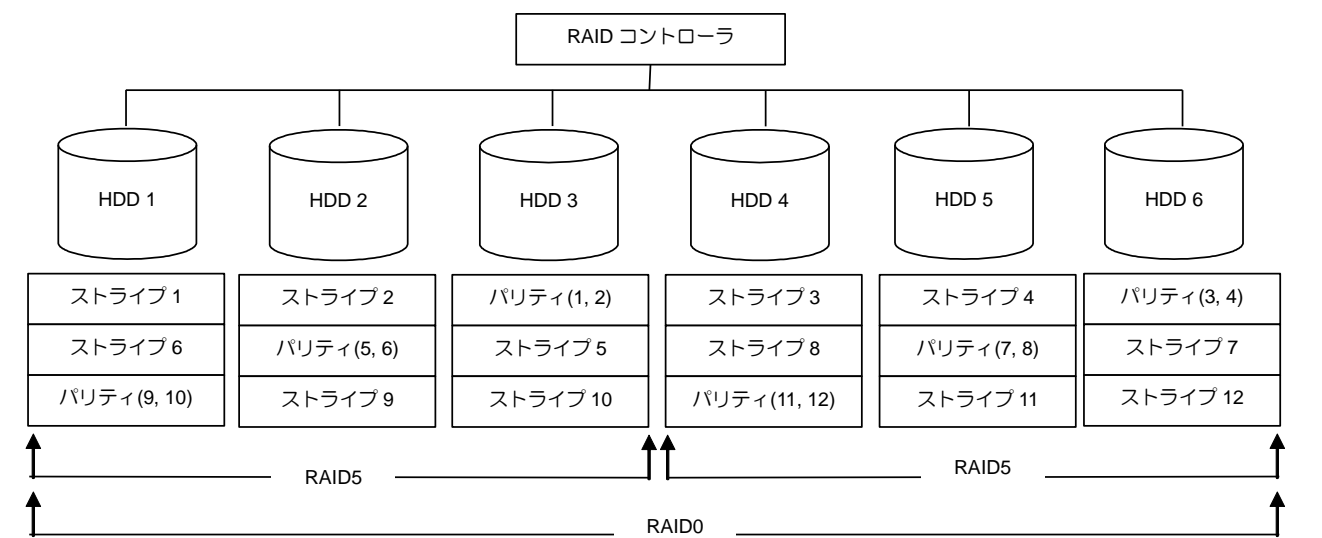 RAID コントローラ
HDD 1
HDD 2
HDD 3
HDD 4
HDD 5
HDD 6
ストライプ 1
ストライプ 2
パリティ(1, 2)
ストライプ 3
ストライプ 4
パリティ(3, 4)
ストライプ 6
パリティ(5, 6)
ストライプ 5
ストライプ 8
パリティ(7, 8)
ストライプ 7
パリティ(9, 10)
ストライプ 9
ストライプ 10
パリティ(11, 12)
ストライプ 11
ストライプ 12
RAID5
RAID5
RAID0